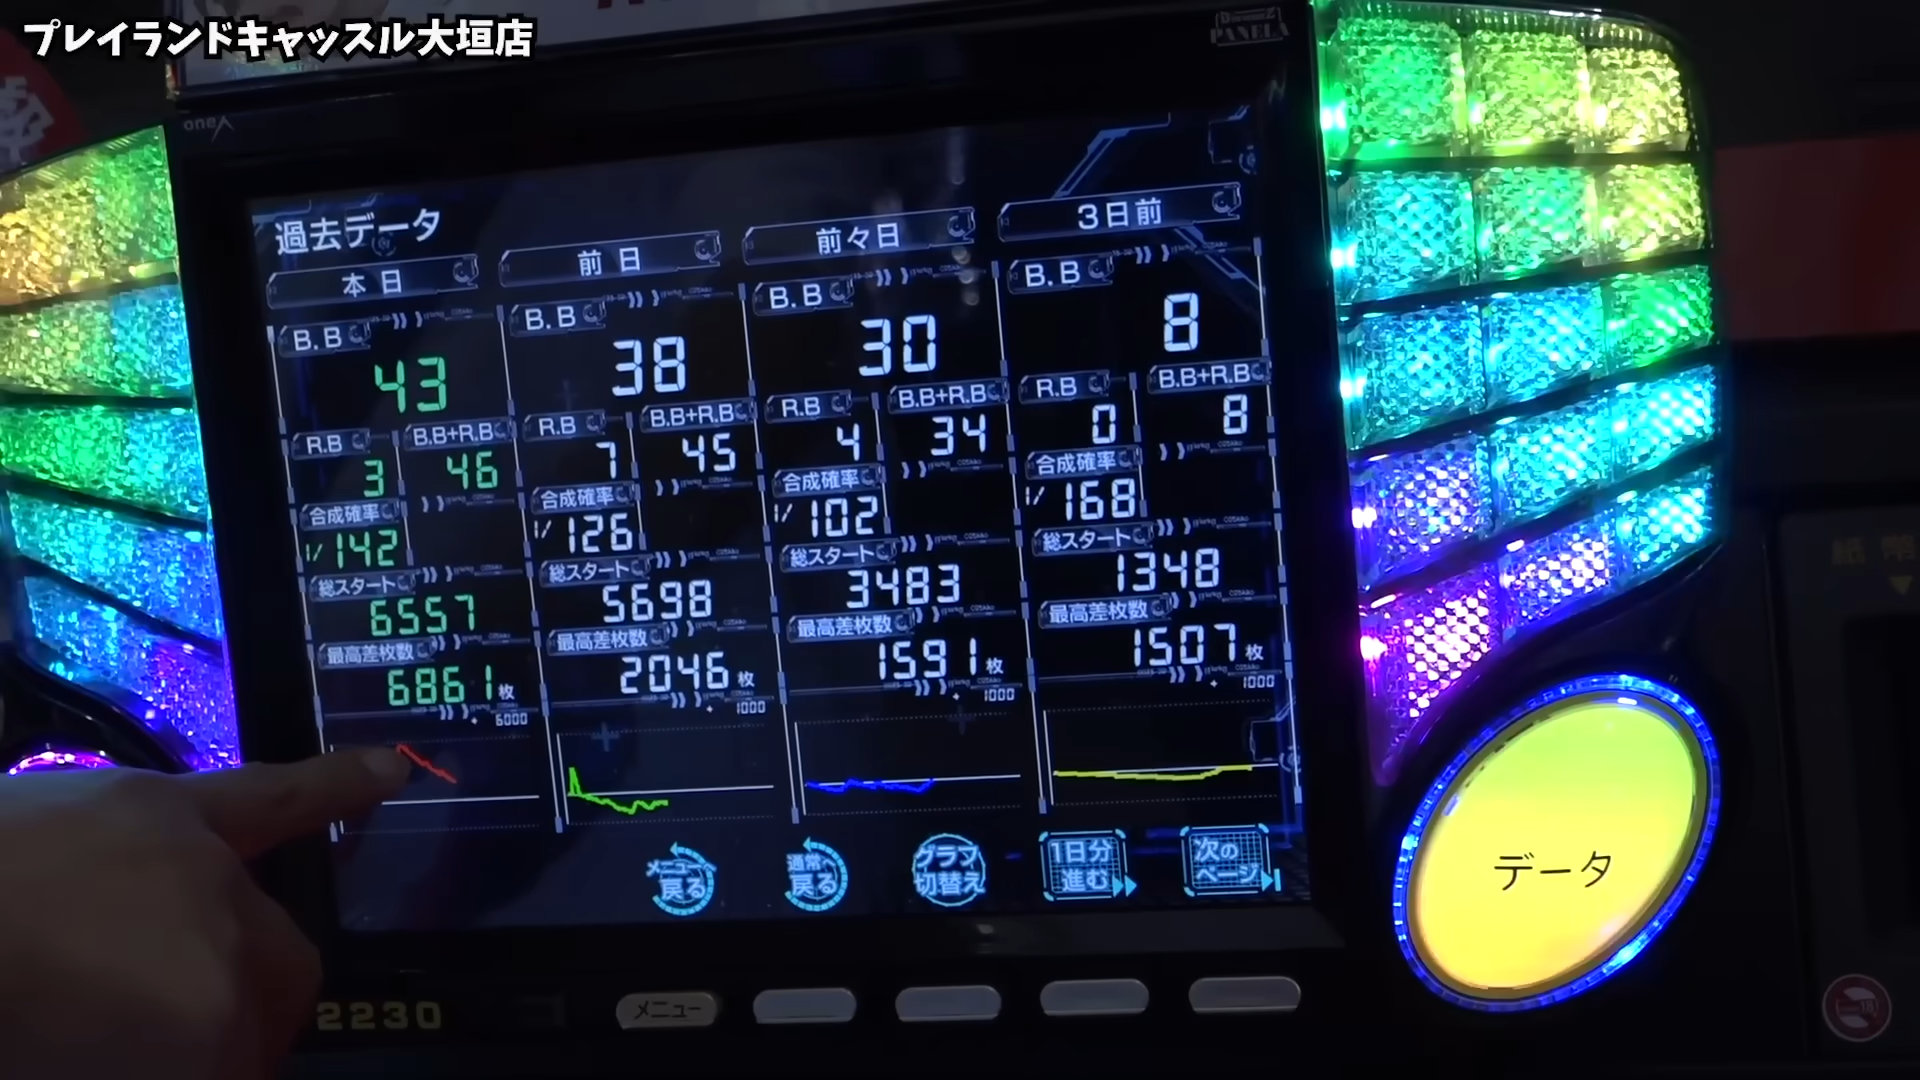 プレイランドキャッスル大垣店
PANELA
oneA
過去データ
本日
B.B
43
R.B
B.B+R.B
3
46
合成確率
1/142
総スタート
6557
最高差枚数
6861枚
6000
前日
B.B
38
R.B
B.B+R.B
7
45
合成確率
1/126
総スタート
5698
最高差枚数
2046枚
1000
前々日
B.B
30
R.B
B.B+R.B
4
34
合成確率
1/102
総スタート
3483
最高差枚数
1591枚
1000
3日前
B.B
8
R.B
B.B+R.B
0
8
合成確率
1/168
総スタート
1348
最高差枚数
1507枚
1000
メニュー
戻る
通常へ
戻る
グラフ
切替え
1日分
進む
次の
ページ
データ
2230
メニュー
紙幣